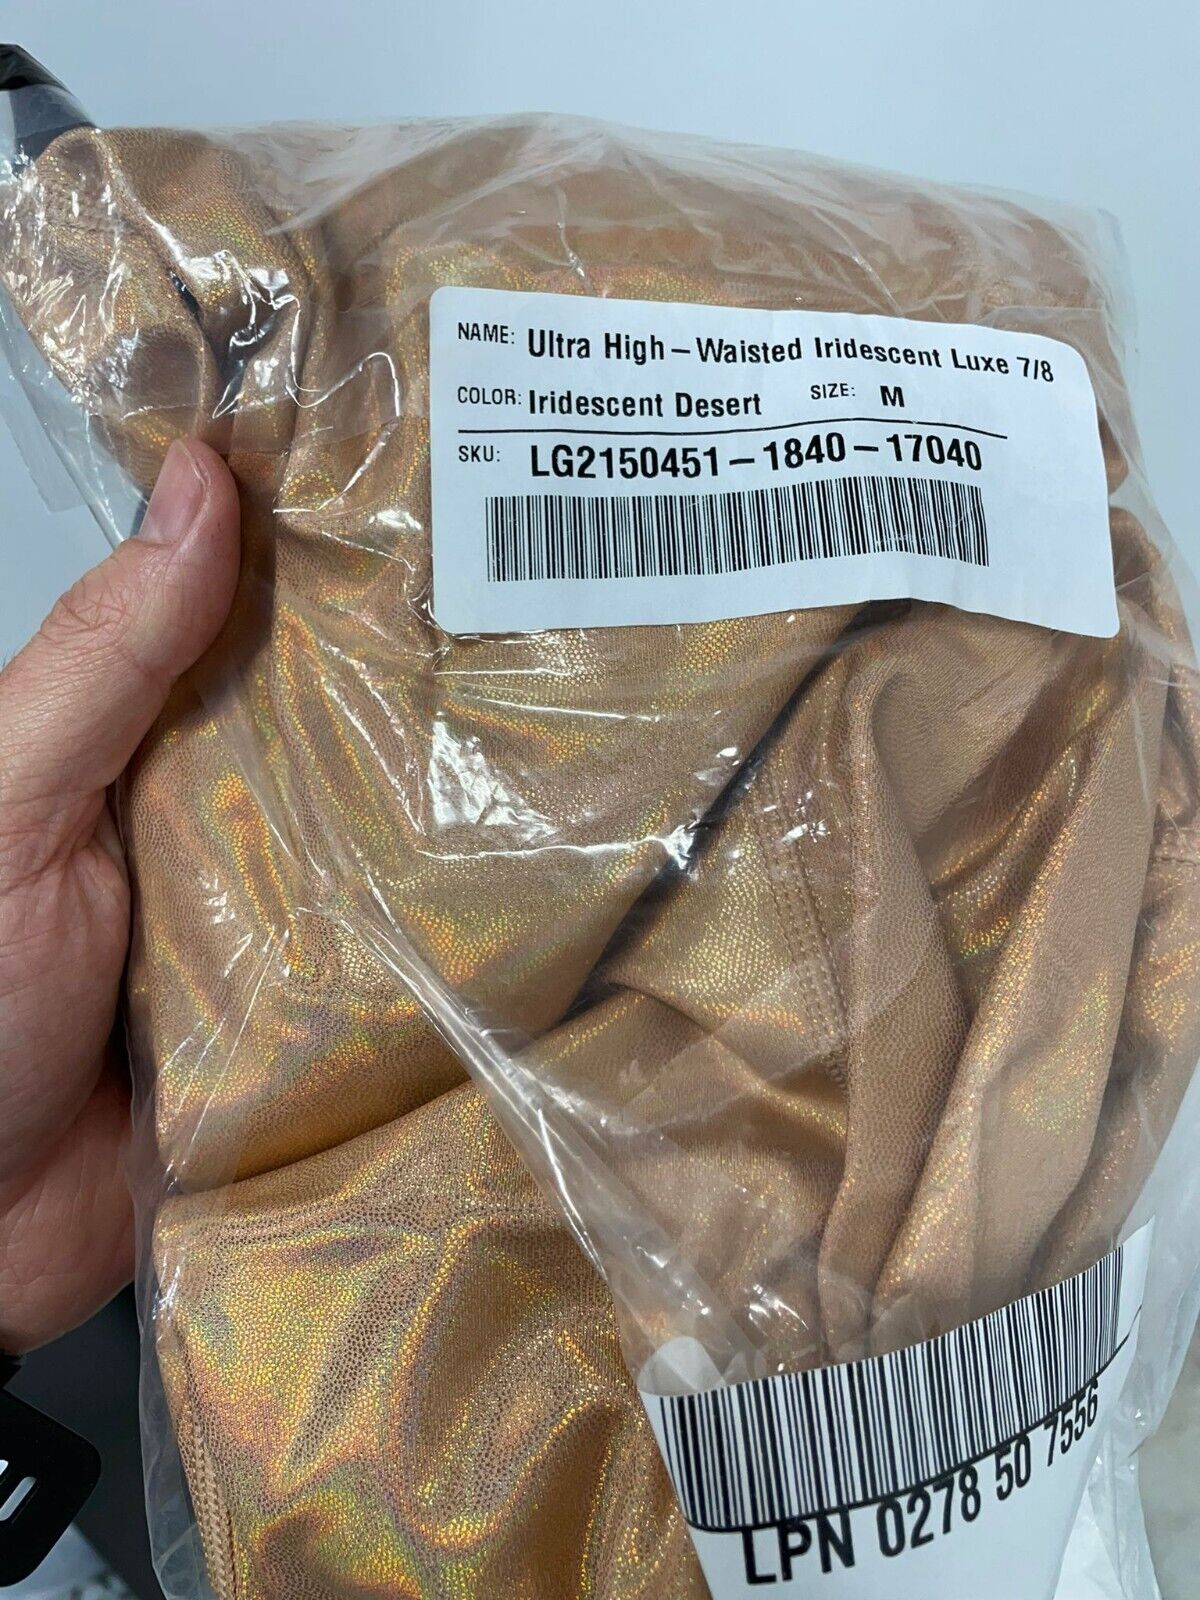 NAME: Ultra High-Waisted Iridescent Luxe 7/8
COLOR: Iridescent Desert SIZE: M
SKU: LG2150451-1840-17040
LPN 0278 50 7556